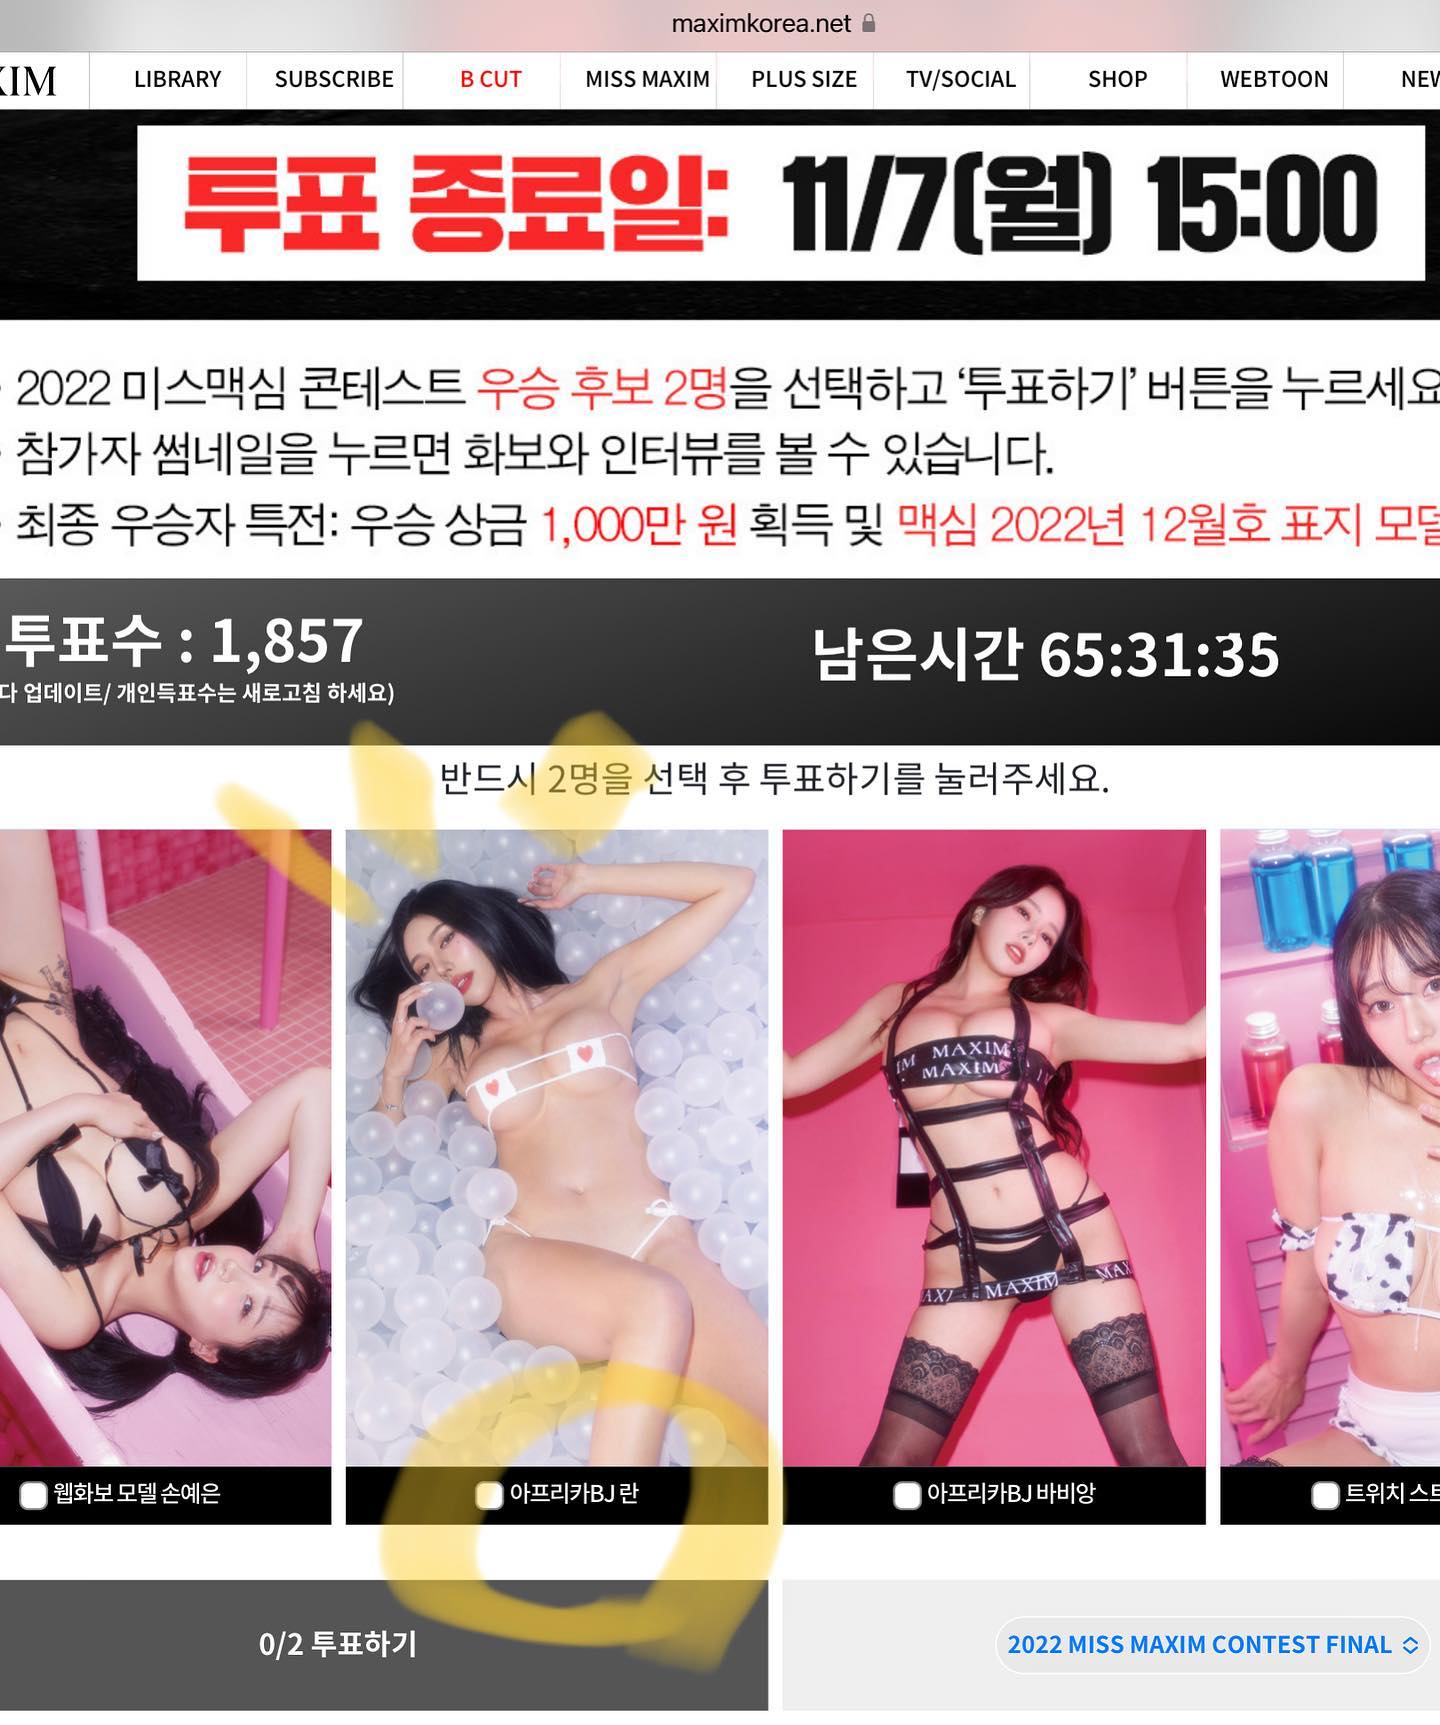 maximkorea.net
XIM
LIBRARY SUBSCRIBE B CUT MISS MAXIM PLUS SIZE TV/SOCIAL SHOP WEBTOON NEW
투표 종료일: 11/7(월) 15:00
2022 미스맥심 콘테스트 우승 후보 2명을 선택하고 ‘투표하기’ 버튼을 누르세요
참가자 썸네일을 누르면 화보와 인터뷰를 볼 수 있습니다.
최종 우승자 특전: 우승 상금 1,000만 원 획득 및 맥심 2022년 12월호 표지 모델
투표수 : 1,857
다 업데이트/ 개인득표수는 새로고침 하세요)
남은시간 65:31:35
반드시 2명을 선택 후 투표하기를 눌러주세요.
IM MAXIM
MAXIM
AXI MAXIM MAX
웹화보 모델 손예은
아프리카BJ 란
아프리카BJ 바비앙
트위치 스트
0/2 투표하기
2022 MISS MAXIM CONTEST FINAL